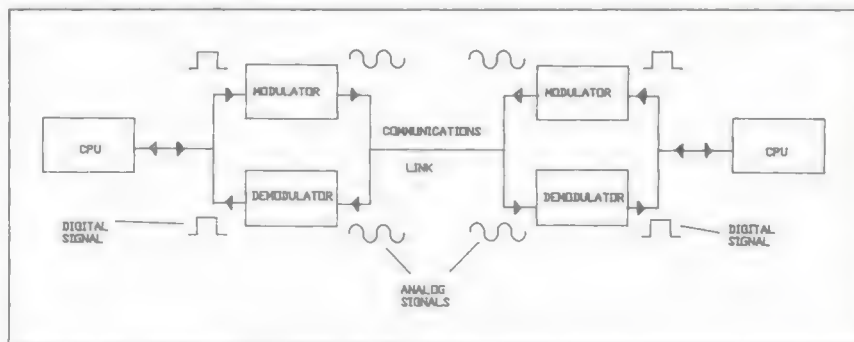 MODULATOR
MODULATOR
COMMUNICATIONS
CPU
CPU
LINK
DEMODULATOR
DEMODULATOR
DIGITAL
SIGNAL
DIGITAL
SIGNAL
ANALOG
SIGNALS